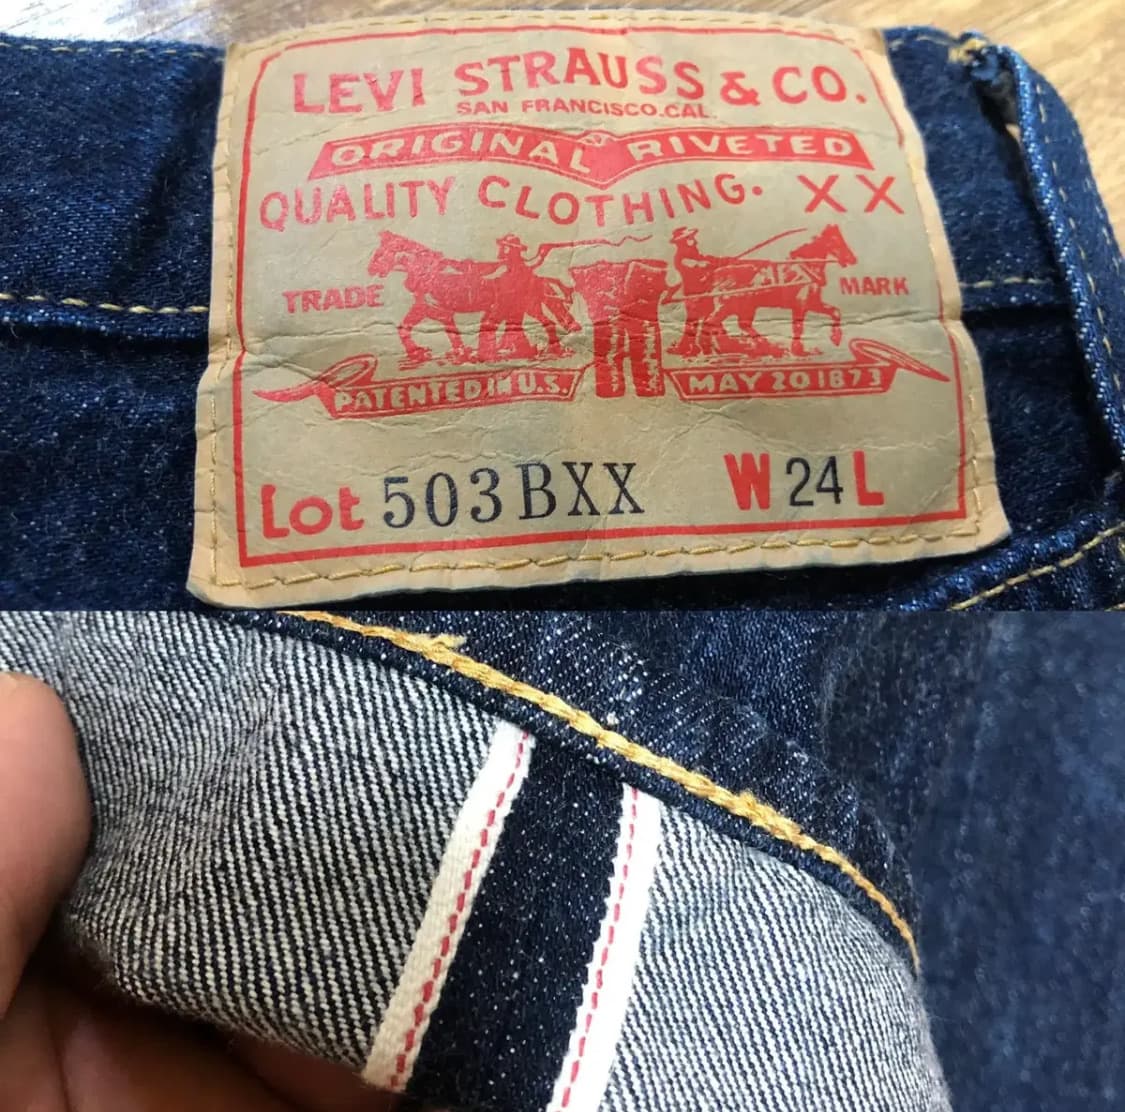 LEVI STRAUSS & CO.
SAN FRANCISCO.CAL.
ORIGINAL RIVETED
QUALITY CLOTHING. XX
TRADE MARK
PATENTED IN U.S. MAY 20 1873
Lot 503BXX W 24 L